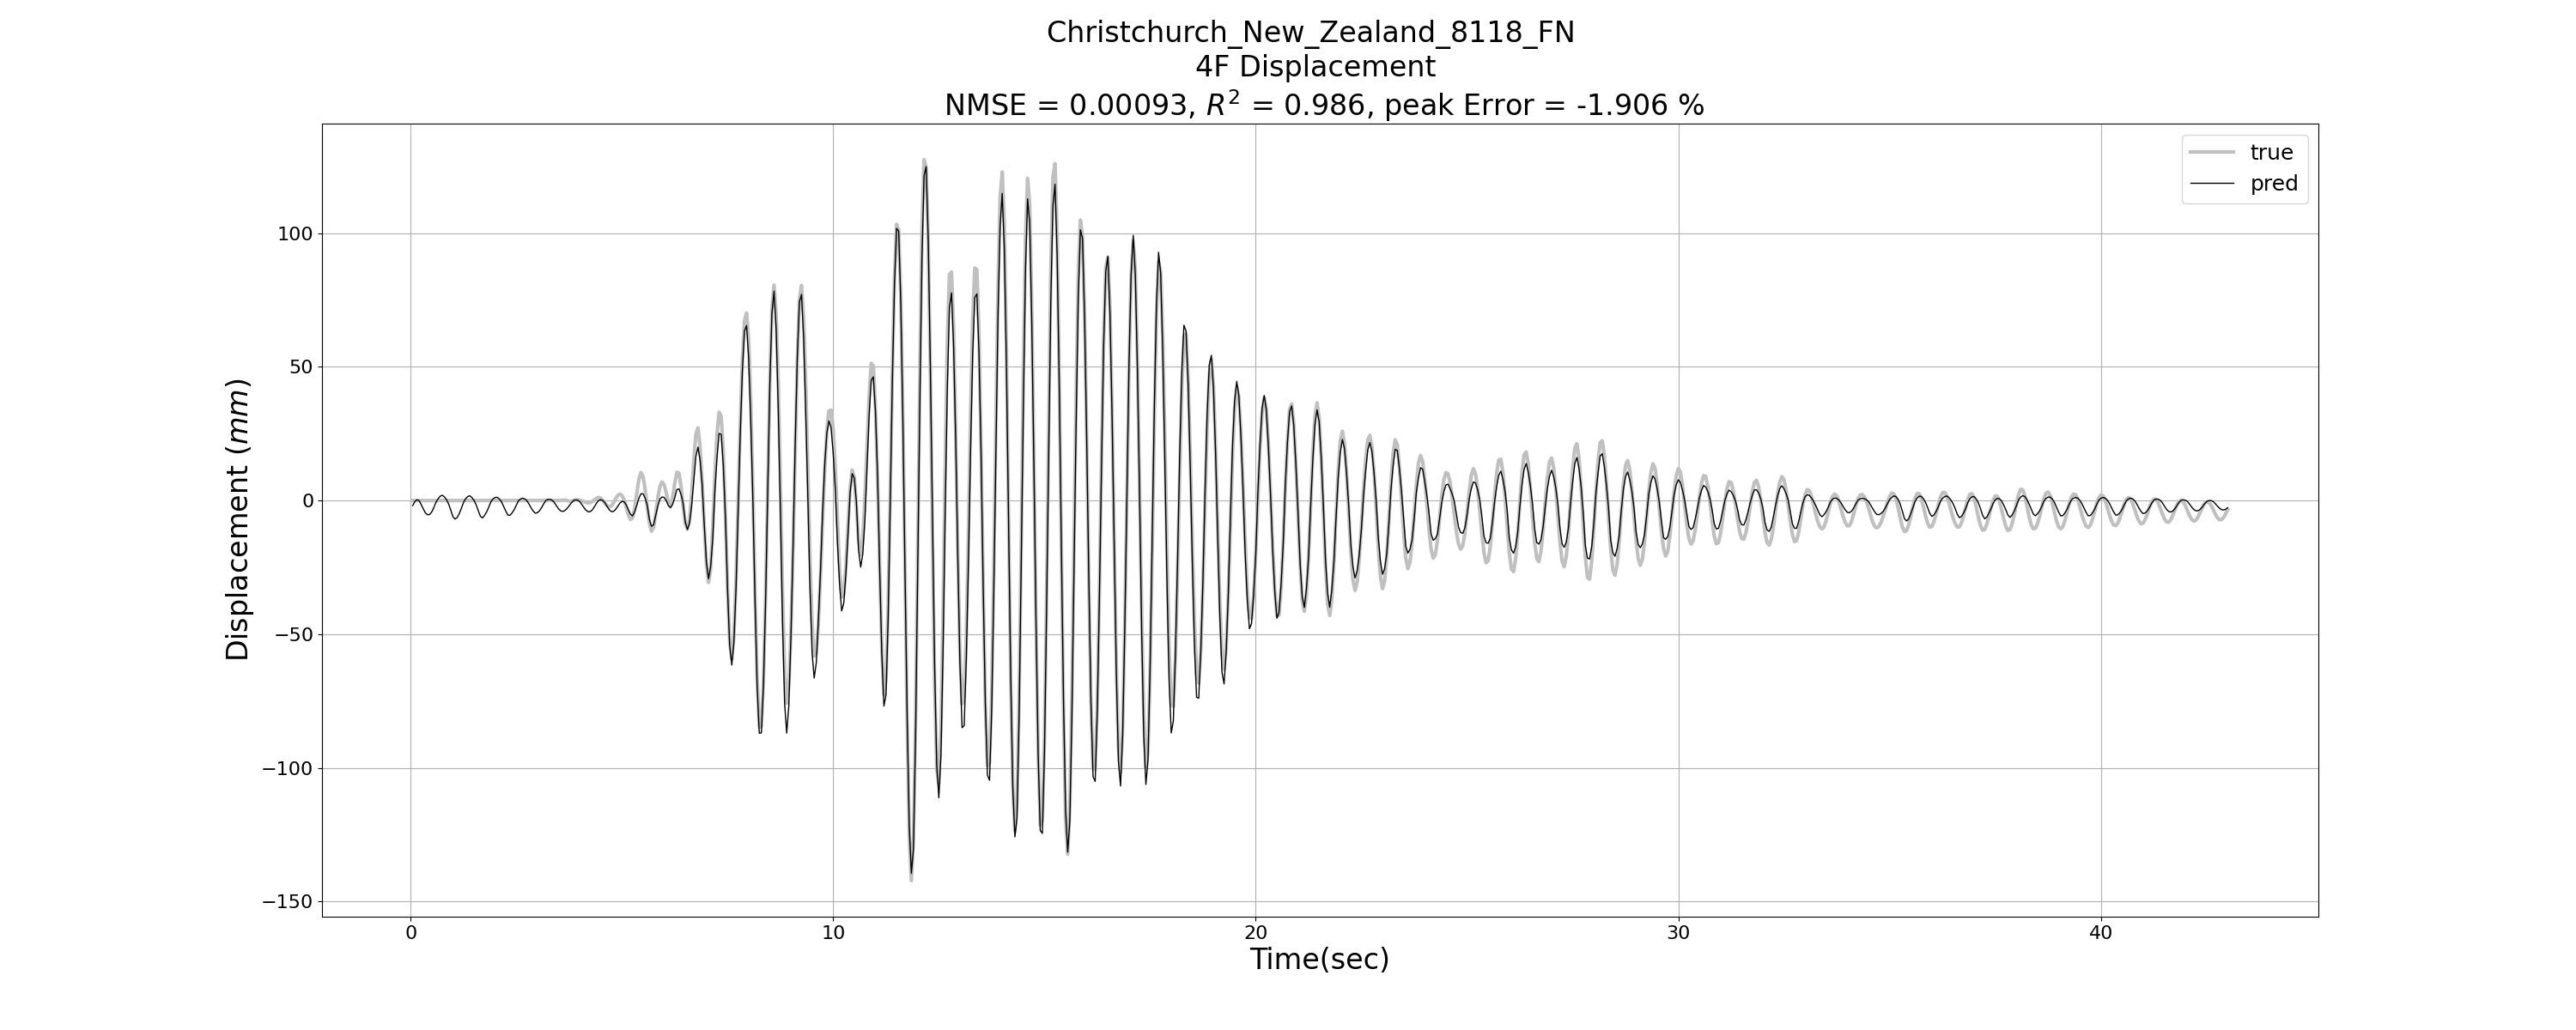 Christchurch_New_Zealand_8118_FN
4F Displacement
NMSE = 0.00093, R² = 0.986, peak Error = -1.906 %
true
pred
Displacement (mm)
100
50
0
−50
−100
−150
0 10 20 30 40
Time(sec)